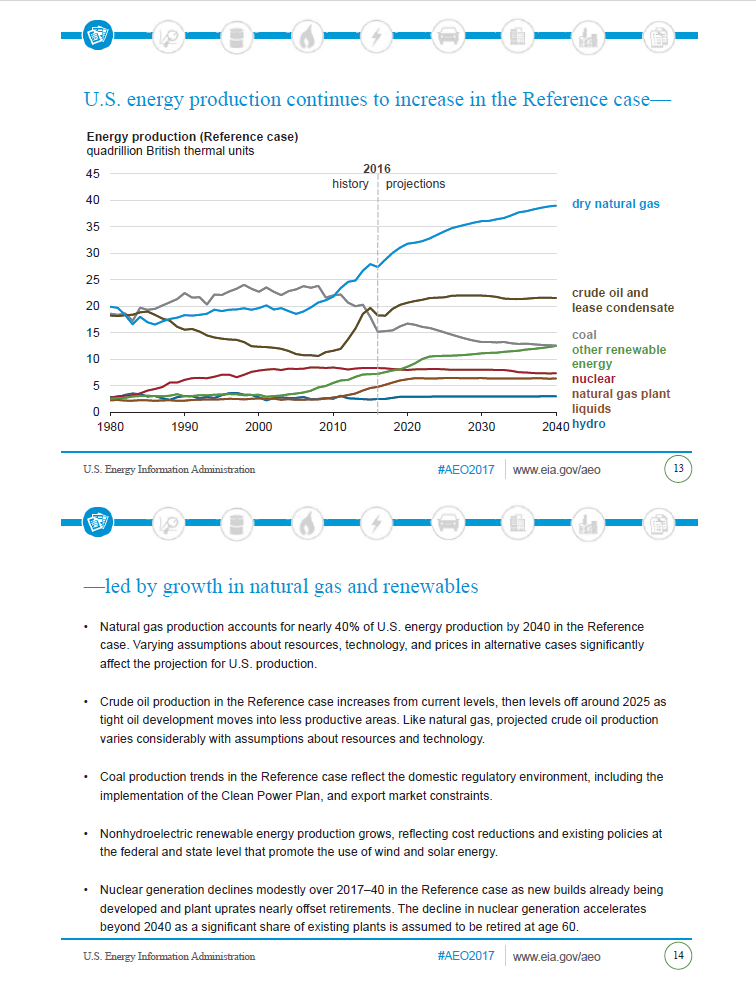 U.S. energy production continues to increase in the Reference case—
Energy production (Reference case)
quadrillion British thermal units
2016
history
projections
45
40
35
30
25
20
15
10
5
0
1980
1990
2000
2010
2020
2030
2040
dry natural gas
crude oil and
lease condensate
coal
other renewable
energy
nuclear
natural gas plant
liquids
hydro
U.S. Energy Information Administration
#AEO2017
www.eia.gov/aeo
13
—led by growth in natural gas and renewables
• Natural gas production accounts for nearly 40% of U.S. energy production by 2040 in the Reference
case. Varying assumptions about resources, technology, and prices in alternative cases significantly
affect the projection for U.S. production.
• Crude oil production in the Reference case increases from current levels, then levels off around 2025 as
tight oil development moves into less productive areas. Like natural gas, projected crude oil production
varies considerably with assumptions about resources and technology.
• Coal production trends in the Reference case reflect the domestic regulatory environment, including the
implementation of the Clean Power Plan, and export market constraints.
• Nonhydroelectric renewable energy production grows, reflecting cost reductions and existing policies at
the federal and state level that promote the use of wind and solar energy.
• Nuclear generation declines modestly over 2017–40 in the Reference case as new builds already being
developed and plant uprates nearly offset retirements. The decline in nuclear generation accelerates
beyond 2040 as a significant share of existing plants is assumed to be retired at age 60.
U.S. Energy Information Administration
#AEO2017
www.eia.gov/aeo
14